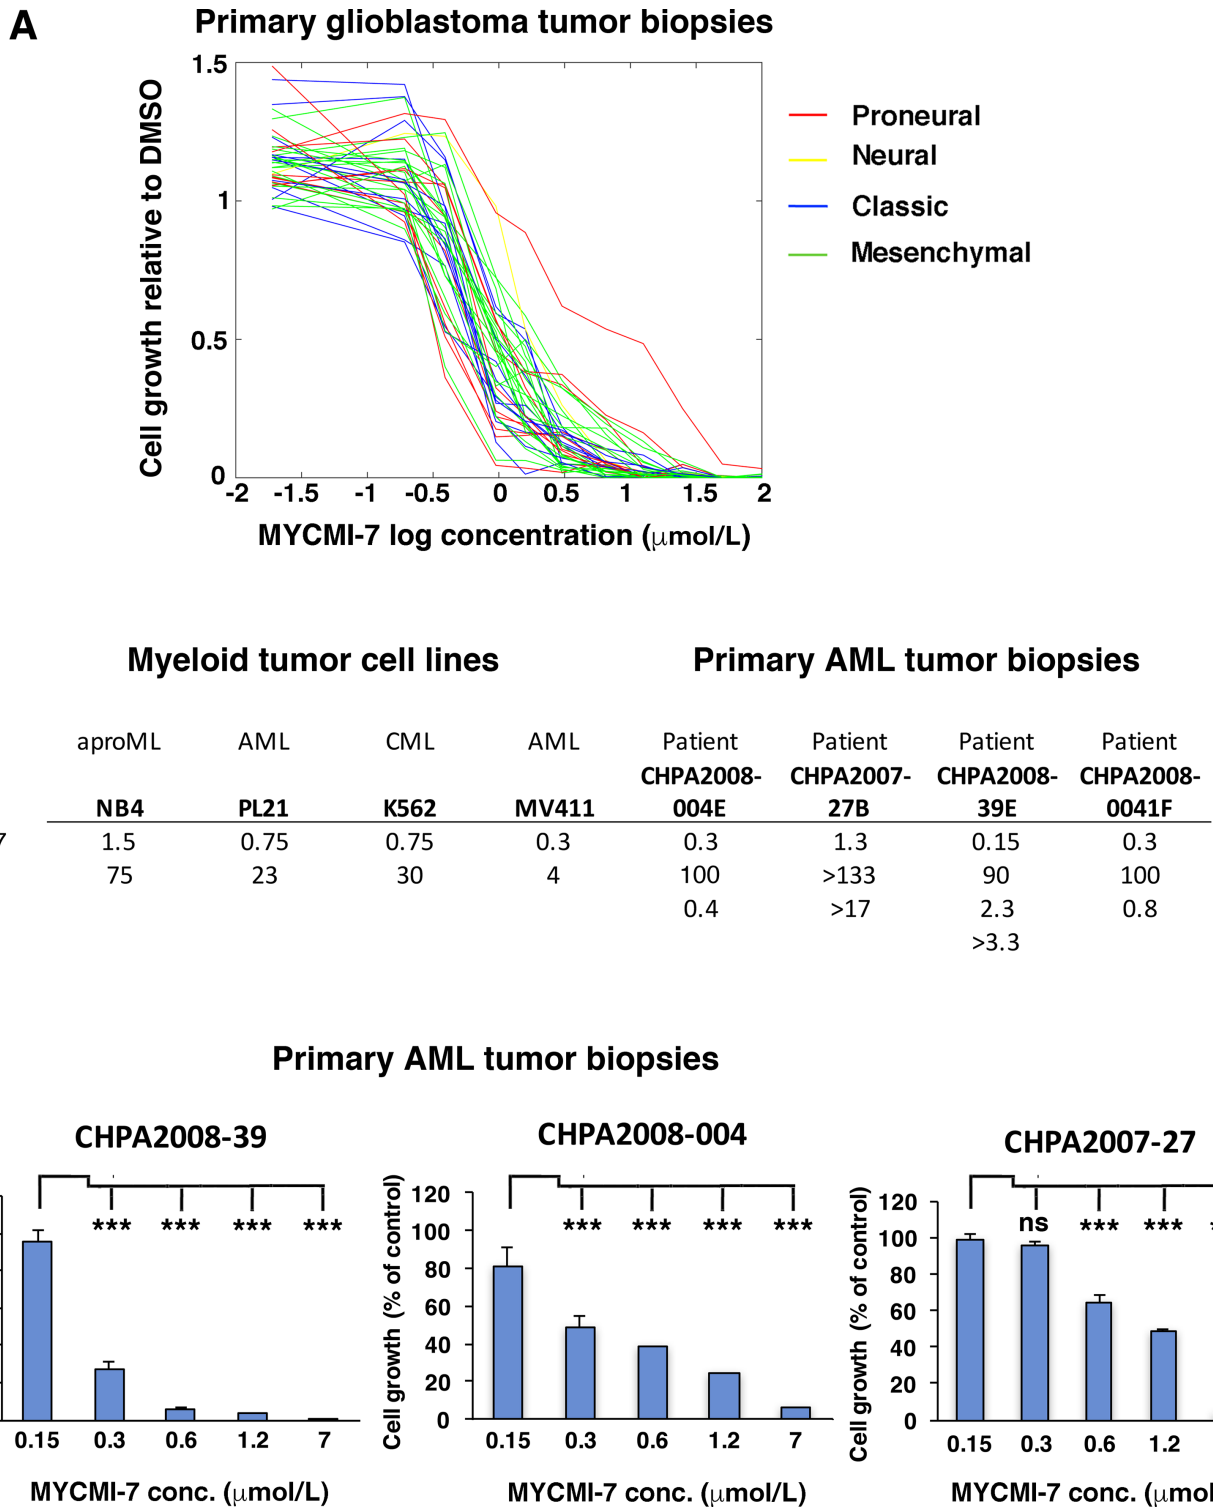 A
Primary glioblastoma tumor biopsies
Cell growth relative to DMSO
1.5
1
0.5
0
-2 -1.5 -1 -0.5 0 0.5 1 1.5 2
MYCMI-7 log concentration (μmol/L)
Proneural
Neural
Classic
Mesenchymal
Myeloid tumor cell lines Primary AML tumor biopsies
aproML AML CML AML Patient Patient Patient Patient
CHPA2008- CHPA2007- CHPA2008- CHPA2008-
NB4 PL21 K562 MV411 004E 27B 39E 0041F
7 1.5 0.75 0.75 0.3 0.3 1.3 0.15 0.3
75 23 30 4 100 >133 90 100
0.4 >17 2.3 0.8
>3.3
Primary AML tumor biopsies
CHPA2008-39
*** *** *** ***
0.15 0.3 0.6 1.2 7
MYCMI-7 conc. (μmol/L)
CHPA2008-004
Cell growth (% of control)
120
100
80
60
40
20
0
*** *** *** ***
0.15 0.3 0.6 1.2 7
MYCMI-7 conc. (μmol/L)
CHPA2007-27
Cell growth (% of control)
120
100
80
60
40
20
0
ns *** ***
0.15 0.3 0.6 1.2
MYCMI-7 conc. (μmol